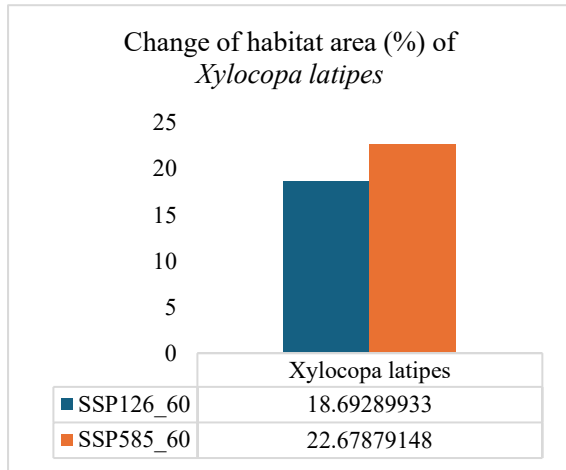 Change of habitat area (%) of
Xylocopa latipes
25
20
15
10
5
0
Xylocopa latipes
SSP126_60 18.69289933
SSP585_60 22.67879148